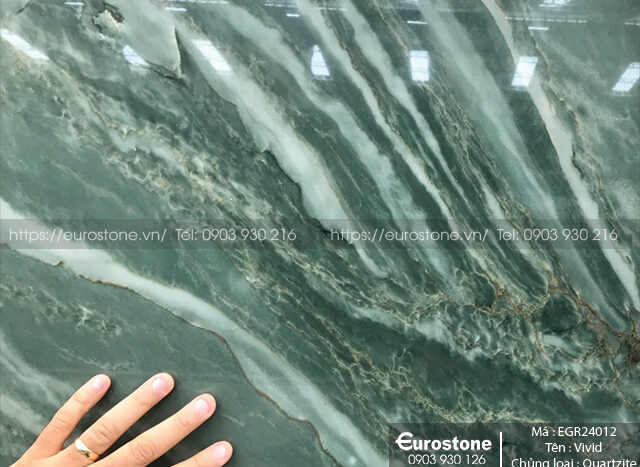 https://eurostone.vn/ Tel: 0903 930 216 https://eurostone.vn/ Tel: 0903 930 216
Eurostone
0903 930 126
Mã : EGR24012
Tên : Vivid
Chủng loại : Quartzite